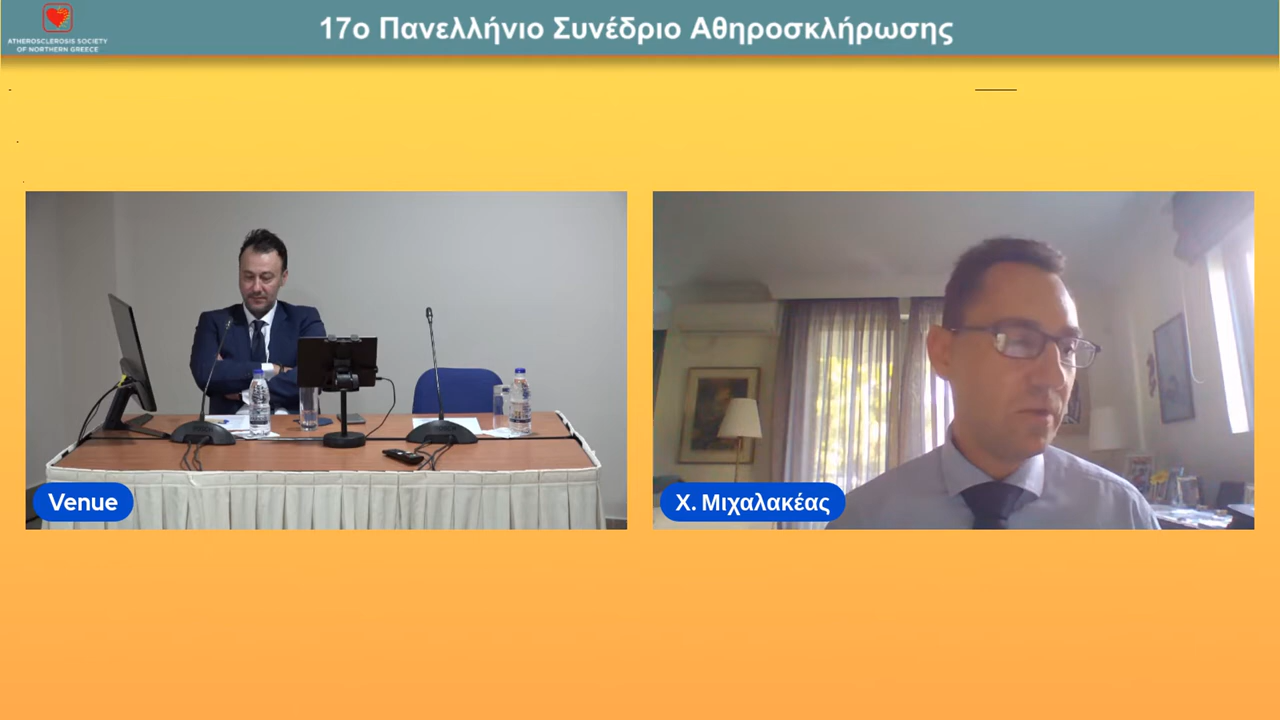 ATHEROSCLEROSIS SOCIETY
OF NORTHERN GREECE
17ο Πανελλήνιο Συνέδριο Αθηροσκλήρωσης
Venue
Χ. Μιχαλακέας